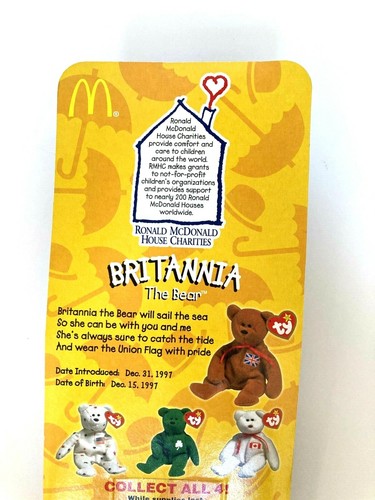 ®
Ronald
McDonald
House Charities
provide comfort and
care to children
around the world.
RMHC makes grants
to not-for-profit
children's organizations
and provides support
to nearly 200 Ronald
McDonald Houses
worldwide.
RONALD MCDONALD
HOUSE CHARITIES
BRITANNIA
The Bear™
Britannia the Bear will sail the sea
So she can be with you and me
She's always sure to catch the tide
And wear the Union Flag with pride
Date Introduced: Dec. 31, 1997
Date of Birth: Dec. 15, 1997
ty
ty
ty
ty
COLLECT ALL 4!
While supplies last